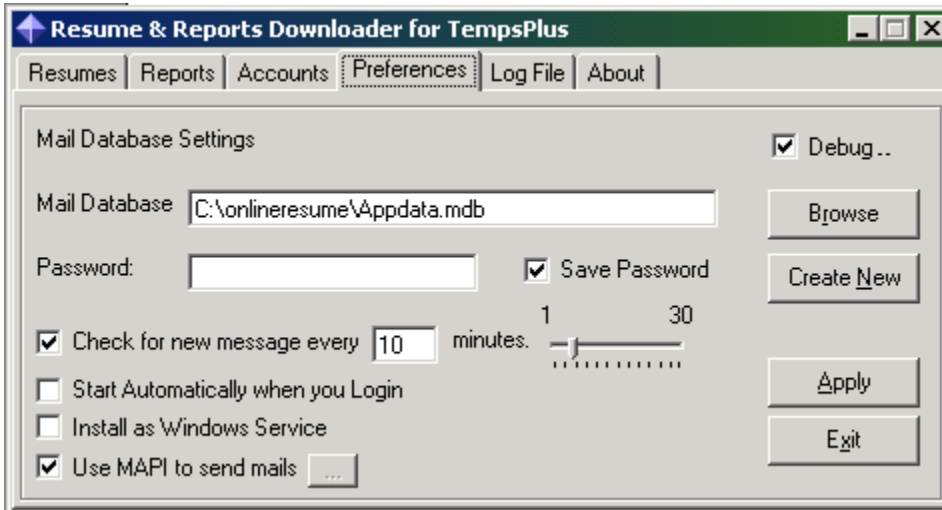 Resume & Reports Downloader for TempsPlus
Resumes Reports Accounts Preferences Log File About
Mail Database Settings
Debug..
Mail Database C:\onlineresume\Appdata.mdb
Browse
Password:
Save Password
Create New
1 30
Check for new message every 10 minutes.
Start Automatically when you Login
Apply
Install as Windows Service
Exit
Use MAPI to send mails ...